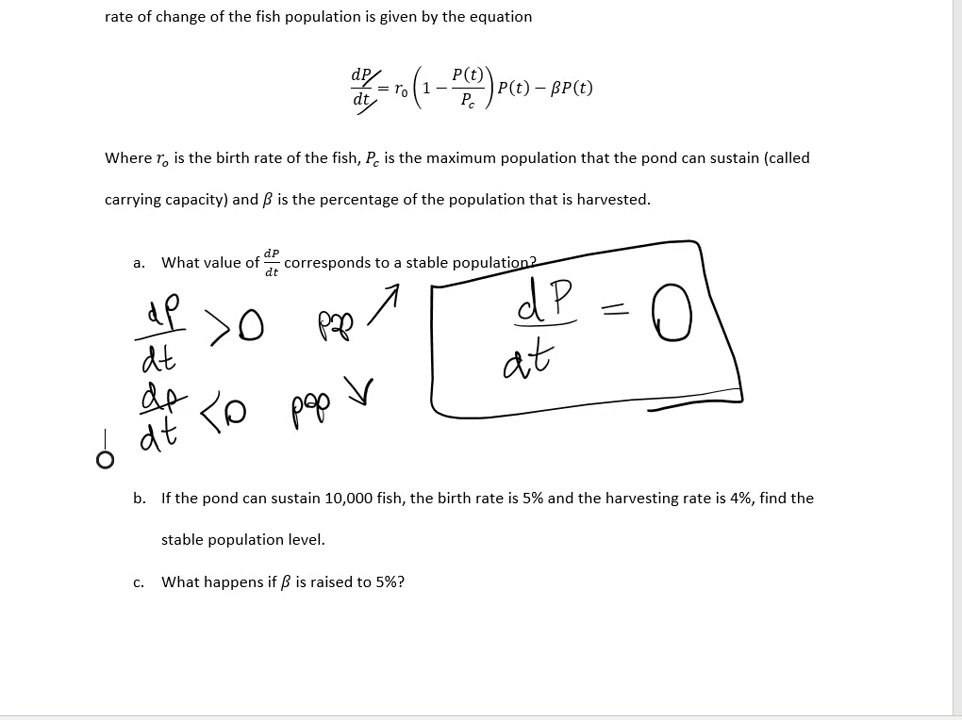 rate of change of the fish population is given by the equation
dP/dt = r₀(1 − P(t)/P_c)P(t) − βP(t)
Where rₒ is the birth rate of the fish, P_c is the maximum population that the pond can sustain (called
carrying capacity) and β is the percentage of the population that is harvested.
a. What value of dP/dt corresponds to a stable population?
dP/dt >0 pop ↗
dP/dt = 0
dp/dt <0 pop ↓
b. If the pond can sustain 10,000 fish, the birth rate is 5% and the harvesting rate is 4%, find the
stable population level.
c. What happens if β is raised to 5%?